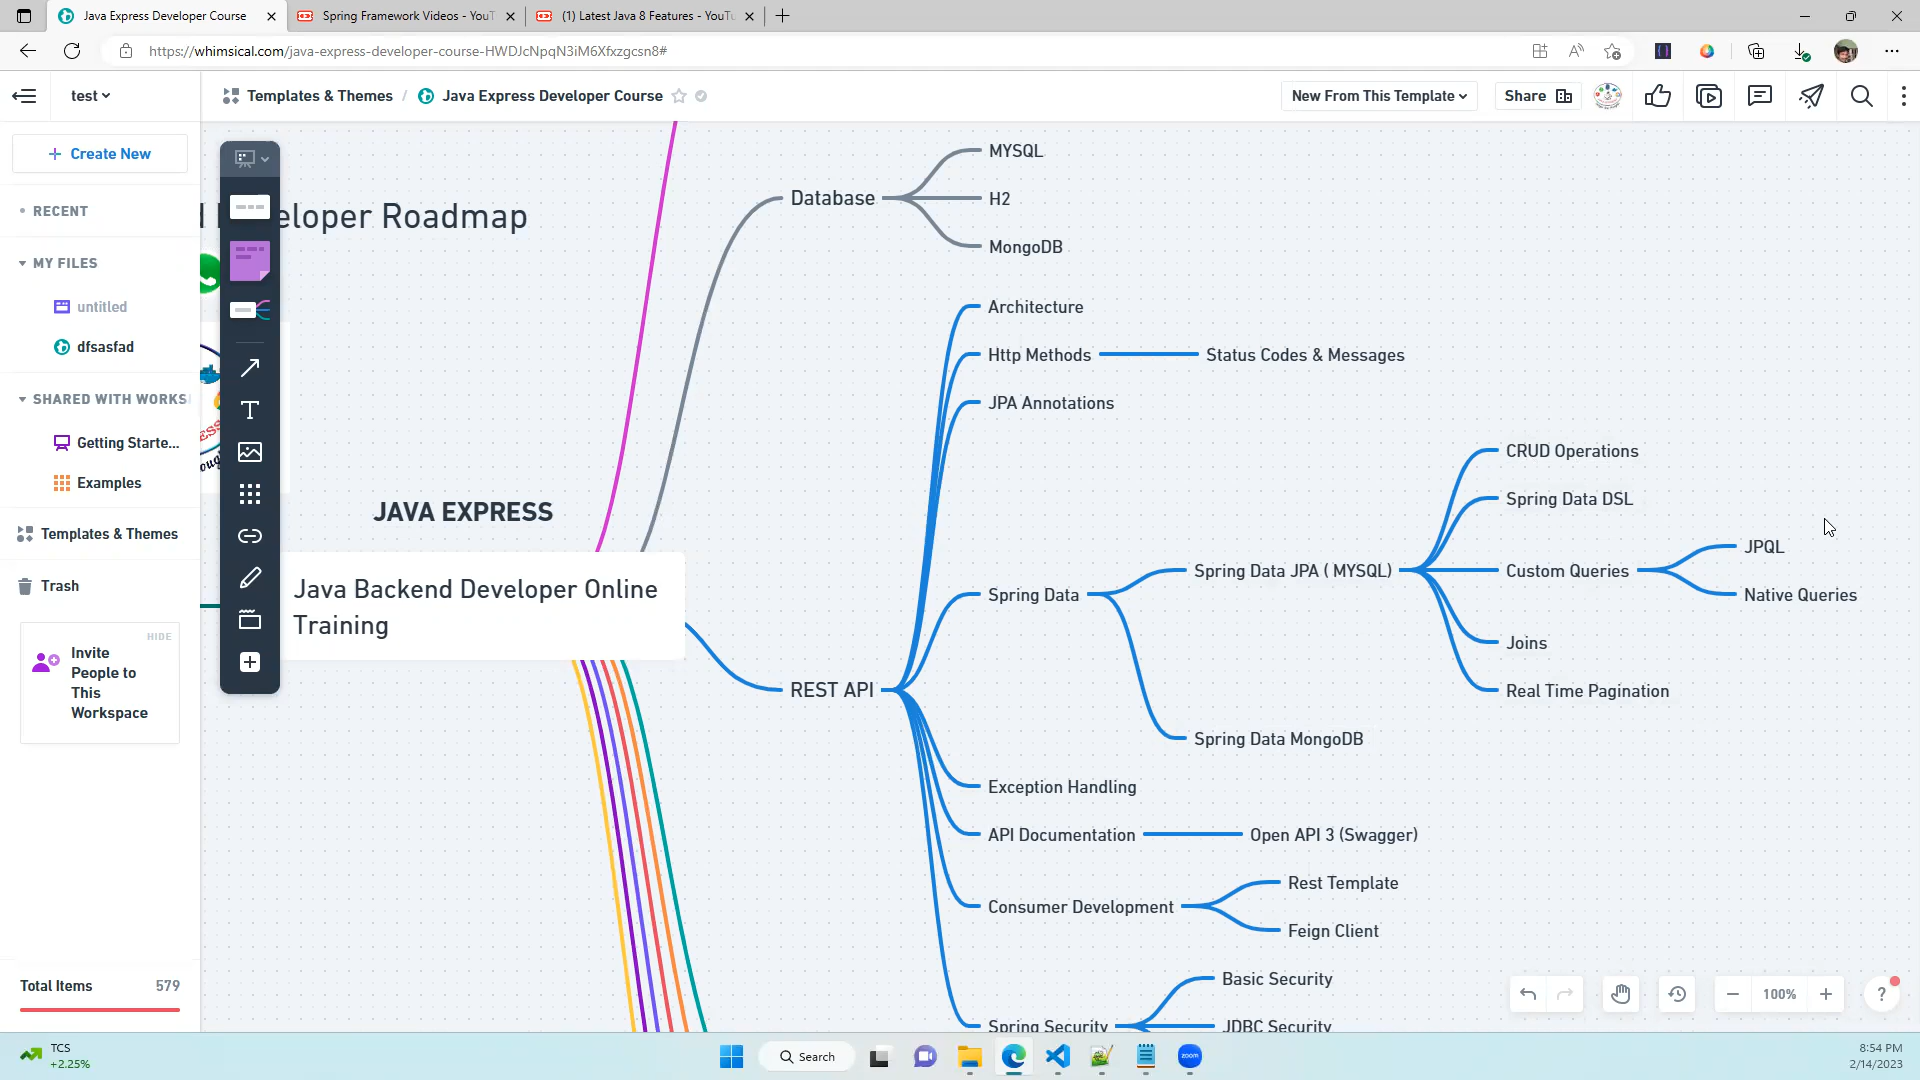 Java Express Developer Course
Spring Framework Videos - YouT
(1) Latest Java 8 Features - YouTu
https://whimsical.com/java-express-developer-course-HWDJcNpqN3iM6Xfxzgcsn8#
test
Templates & Themes / Java Express Developer Course
New From This Template
Share
Create New
RECENT
MY FILES
untitled
dfsasfad
SHARED WITH WORKS
Getting Starte...
Examples
Templates & Themes
Trash
HIDE
Invite
People to
This
Workspace
Total Items 579
eloper Roadmap
JAVA EXPRESS
Java Backend Developer Online
Training
Database
MYSQL
H2
MongoDB
REST API
Architecture
Http Methods
Status Codes & Messages
JPA Annotations
Spring Data
Spring Data JPA ( MYSQL)
CRUD Operations
Spring Data DSL
Custom Queries
JPQL
Native Queries
Joins
Real Time Pagination
Spring Data MongoDB
Exception Handling
API Documentation
Open API 3 (Swagger)
Consumer Development
Rest Template
Feign Client
Spring Security
Basic Security
JDBC Security
100%
?
TCS
+2.25%
Search
zoom
8:54 PM
2/14/2023